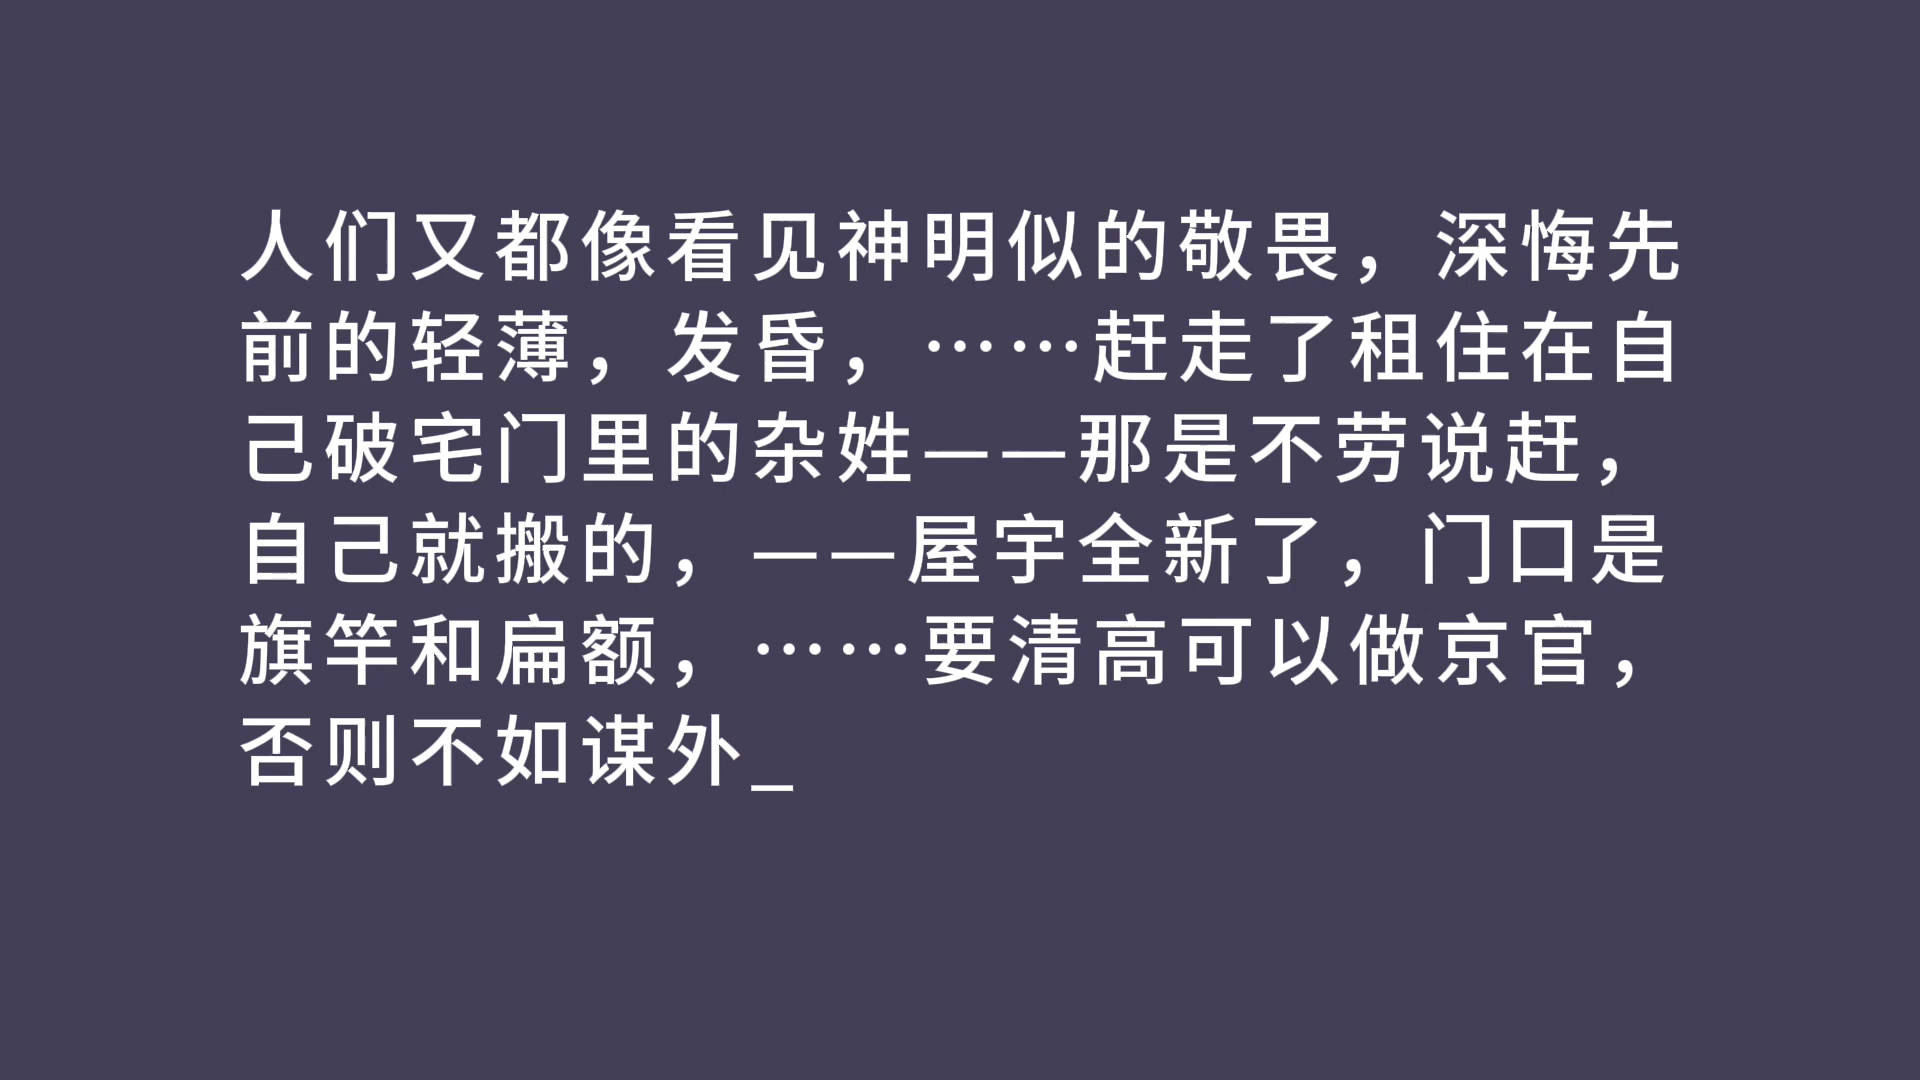 人们又都像看见神明似的敬畏，深悔先
前的轻薄，发昏，……赶走了租住在自
己破宅门里的杂姓——那是不劳说赶，
自己就搬的，——屋宇全新了，门口是
旗竿和扁额，……要清高可以做京官，
否则不如谋外_